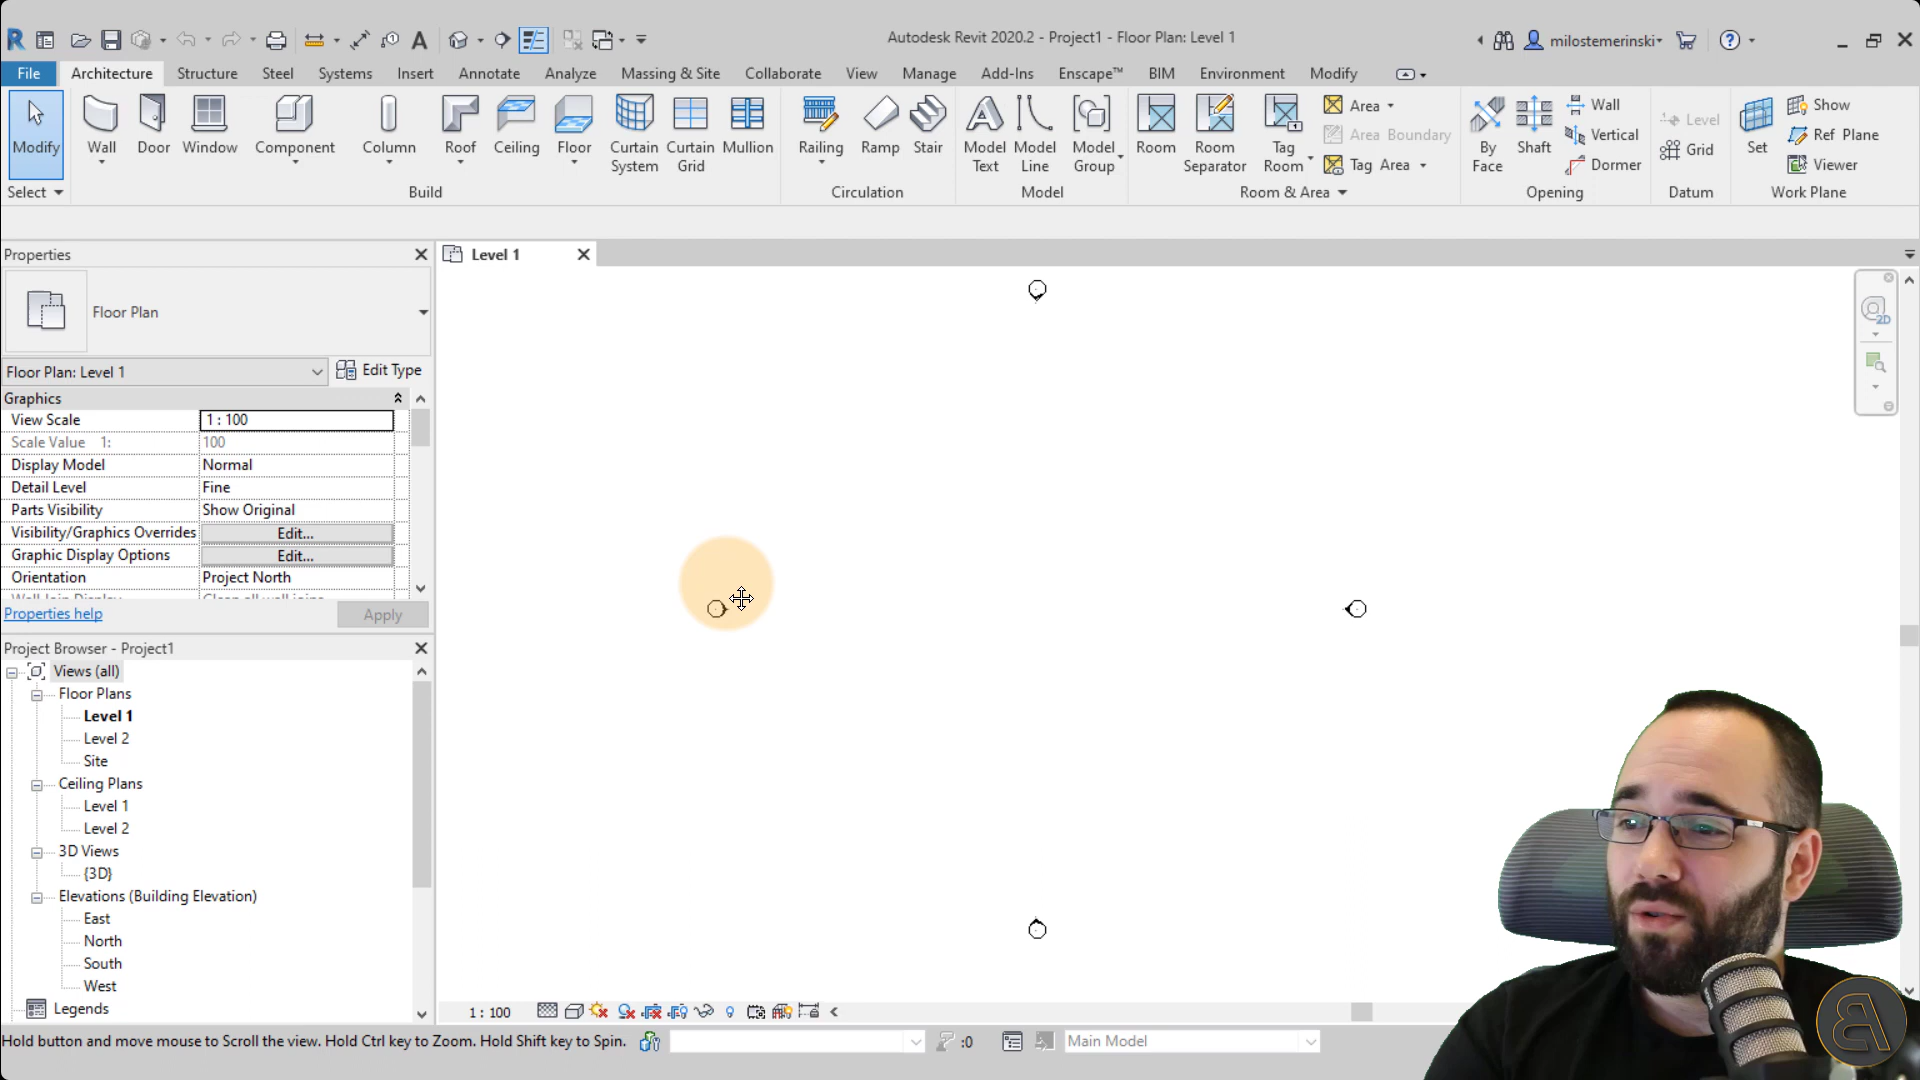 Autodesk Revit 2020.2 - Project1 - Floor Plan: Level 1
milostemerinski
File Architecture Structure Steel Systems Insert Annotate Analyze Massing & Site Collaborate View Manage Add-Ins Enscape™ BIM Environment Modify
Modify Wall Door Window Component Column Roof Ceiling Floor Curtain System Curtain Grid Mullion Railing Ramp Stair Model Text Model Line Model Group Room Room Separator Tag Room
Area
Area Boundary
Tag Area
By Face Shaft
Wall
Vertical
Dormer
Level
Grid
Set
Show
Ref Plane
Viewer
Select Build Circulation Model Room & Area Opening Datum Work Plane
Properties
Floor Plan
Floor Plan: Level 1 Edit Type
Graphics
View Scale 1 : 100
Scale Value 1: 100
Display Model Normal
Detail Level Fine
Parts Visibility Show Original
Visibility/Graphics Overrides Edit...
Graphic Display Options Edit...
Orientation Project North
Properties help Apply
Project Browser - Project1
Views (all)
Floor Plans
Level 1
Level 2
Site
Ceiling Plans
Level 1
Level 2
3D Views
{3D}
Elevations (Building Elevation)
East
North
South
West
Legends
Level 1
2D
1 : 100
Hold button and move mouse to Scroll the view. Hold Ctrl key to Zoom. Hold Shift key to Spin.
:0
Main Model